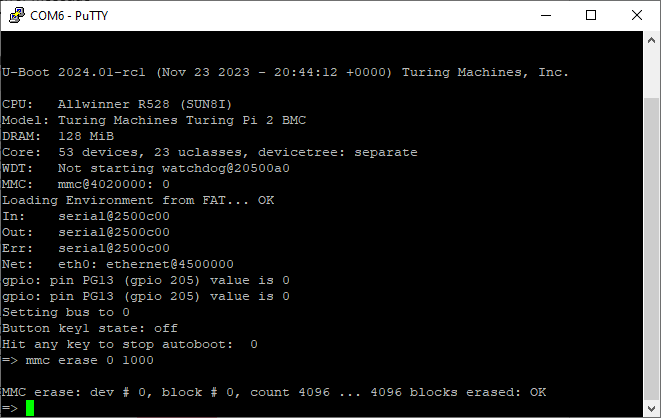 COM6 - PuTTY
U-Boot 2024.01-rc1 (Nov 23 2023 - 20:44:12 +0000) Turing Machines, Inc.
CPU:   Allwinner R528 (SUN8I)
Model: Turing Machines Turing Pi 2 BMC
DRAM:  128 MiB
Core:  53 devices, 23 uclasses, devicetree: separate
WDT:   Not starting watchdog@20500a0
MMC:   mmc@4020000: 0
Loading Environment from FAT... OK
In:    serial@2500c00
Out:   serial@2500c00
Err:   serial@2500c00
Net:   eth0: ethernet@4500000
gpio: pin PG13 (gpio 205) value is 0
gpio: pin PG13 (gpio 205) value is 0
Setting bus to 0
Button key1 state: off
Hit any key to stop autoboot:  0
=> mmc erase 0 1000
MMC erase: dev # 0, block # 0, count 4096 ... 4096 blocks erased: OK
=>